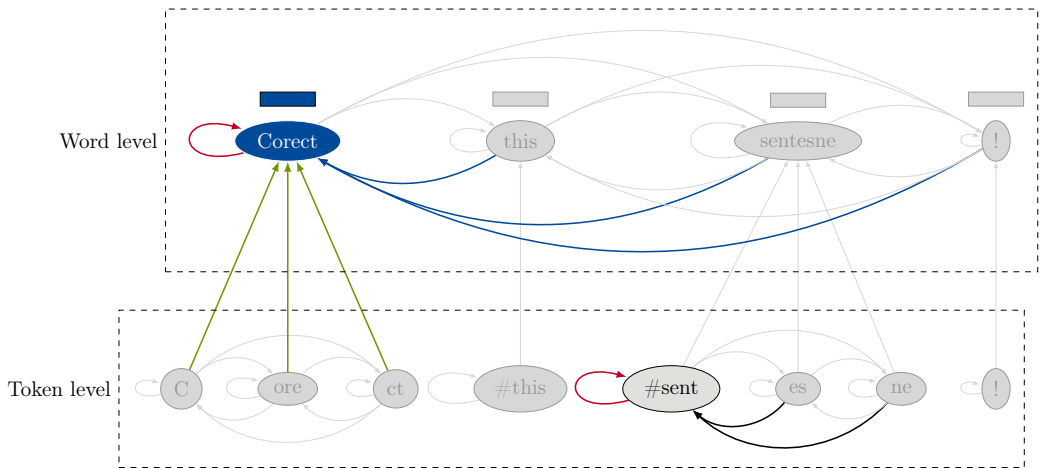 Word level Corect this sentesne !
Token level C ore ct #this #sent es ne !